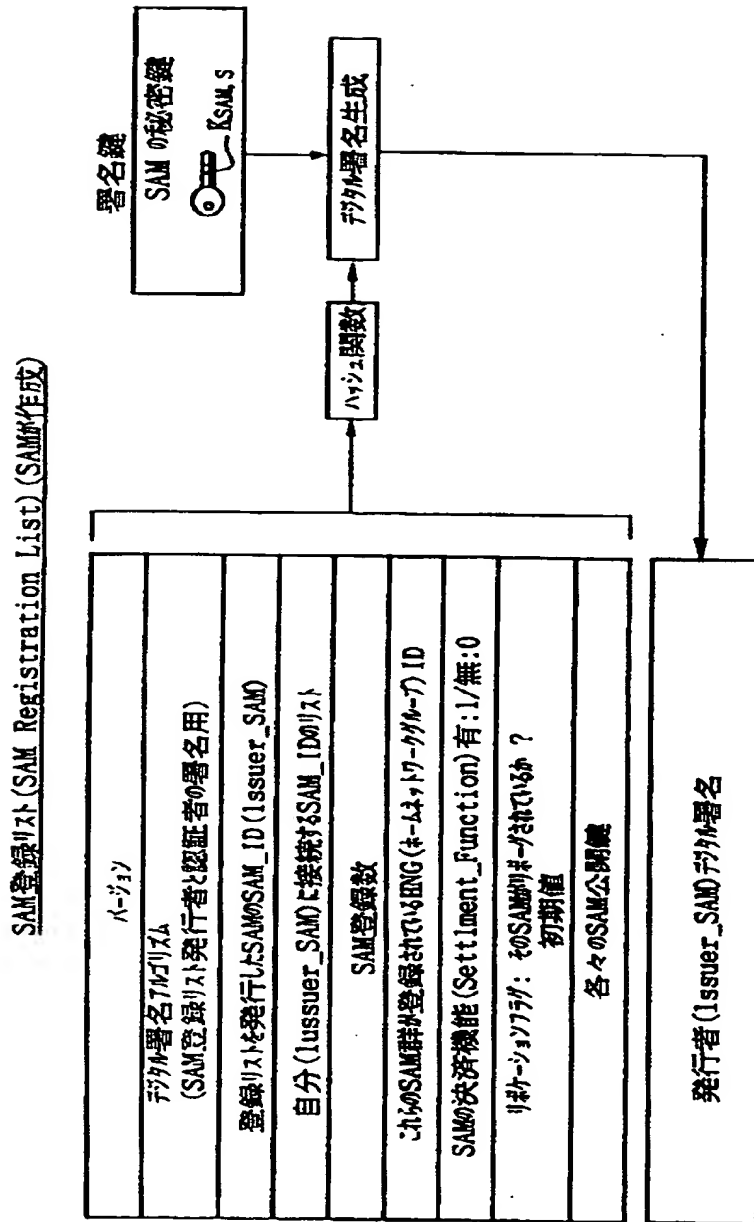 SAM登録リスト(SAM Registration List)(SAMが作成)
バージョン
デジタル署名アルゴリズム
(SAM登録リスト発行者と認証者の署名用)
登録リストを発行したSAMのSAM_ID(Issuer_SAM)
自分(Iussuer_SAM)に接続するSAM_IDのリスト
SAM登録数
これらのSAM群が登録されているHNG(ホームネットワークグループ)ID
SAMの決済機能(Settlment_Function)有:1/無:0
リボケーションフラグ: そのSAMがリボークされているか ?
初期値
各々のSAM公開鍵
発行者(Issuer_SAM)デジタル署名
ハッシュ関数
署名鍵
SAM の秘密鍵
KSAM, S
デジタル署名生成